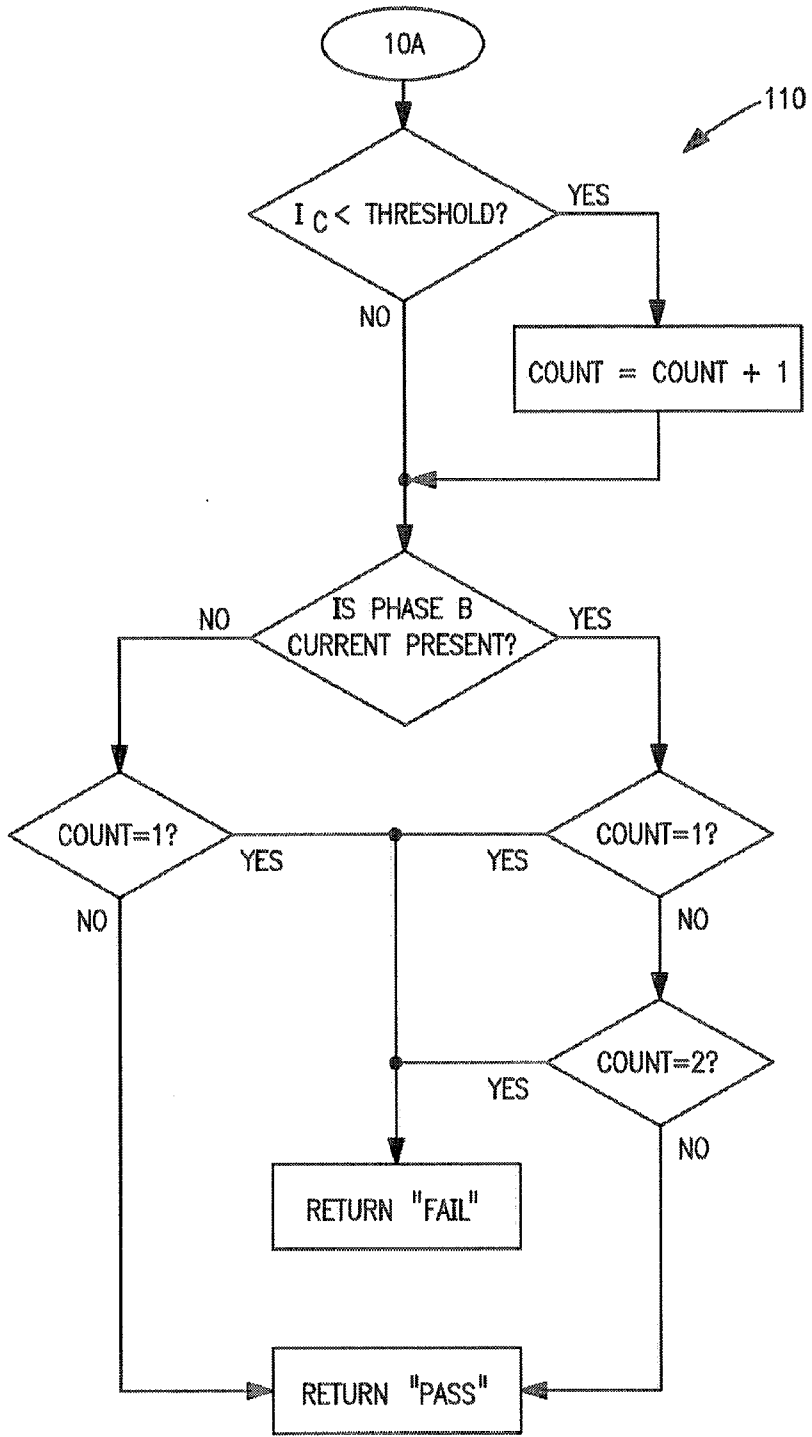 10A
110
I C < THRESHOLD?
YES
NO
COUNT = COUNT + 1
IS PHASE B
CURRENT PRESENT?
NO
YES
COUNT=1?
YES
NO
COUNT=1?
YES
NO
COUNT=2?
YES
NO
RETURN "FAIL"
RETURN "PASS"